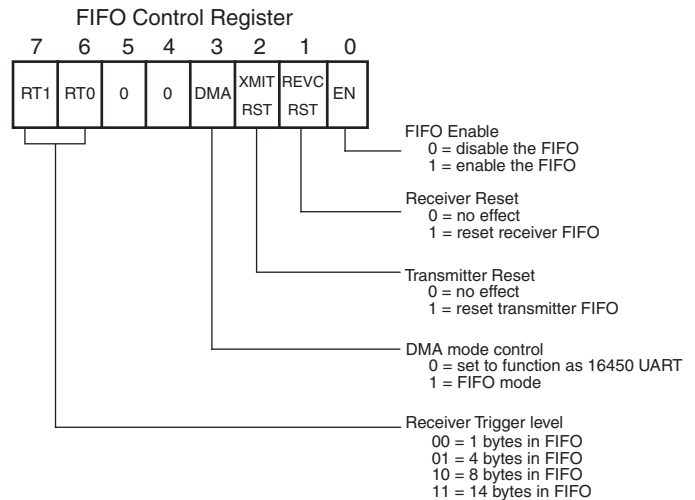 FIFO Control Register
7 6 5 4 3 2 1 0
RT1 RT0 0 0 DMA XMIT RST REVC RST EN
FIFO Enable
0 = disable the FIFO
1 = enable the FIFO
Receiver Reset
0 = no effect
1 = reset receiver FIFO
Transmitter Reset
0 = no effect
1 = reset transmitter FIFO
DMA mode control
0 = set to function as 16450 UART
1 = FIFO mode
Receiver Trigger level
00 = 1 bytes in FIFO
01 = 4 bytes in FIFO
10 = 8 bytes in FIFO
11 = 14 bytes in FIFO